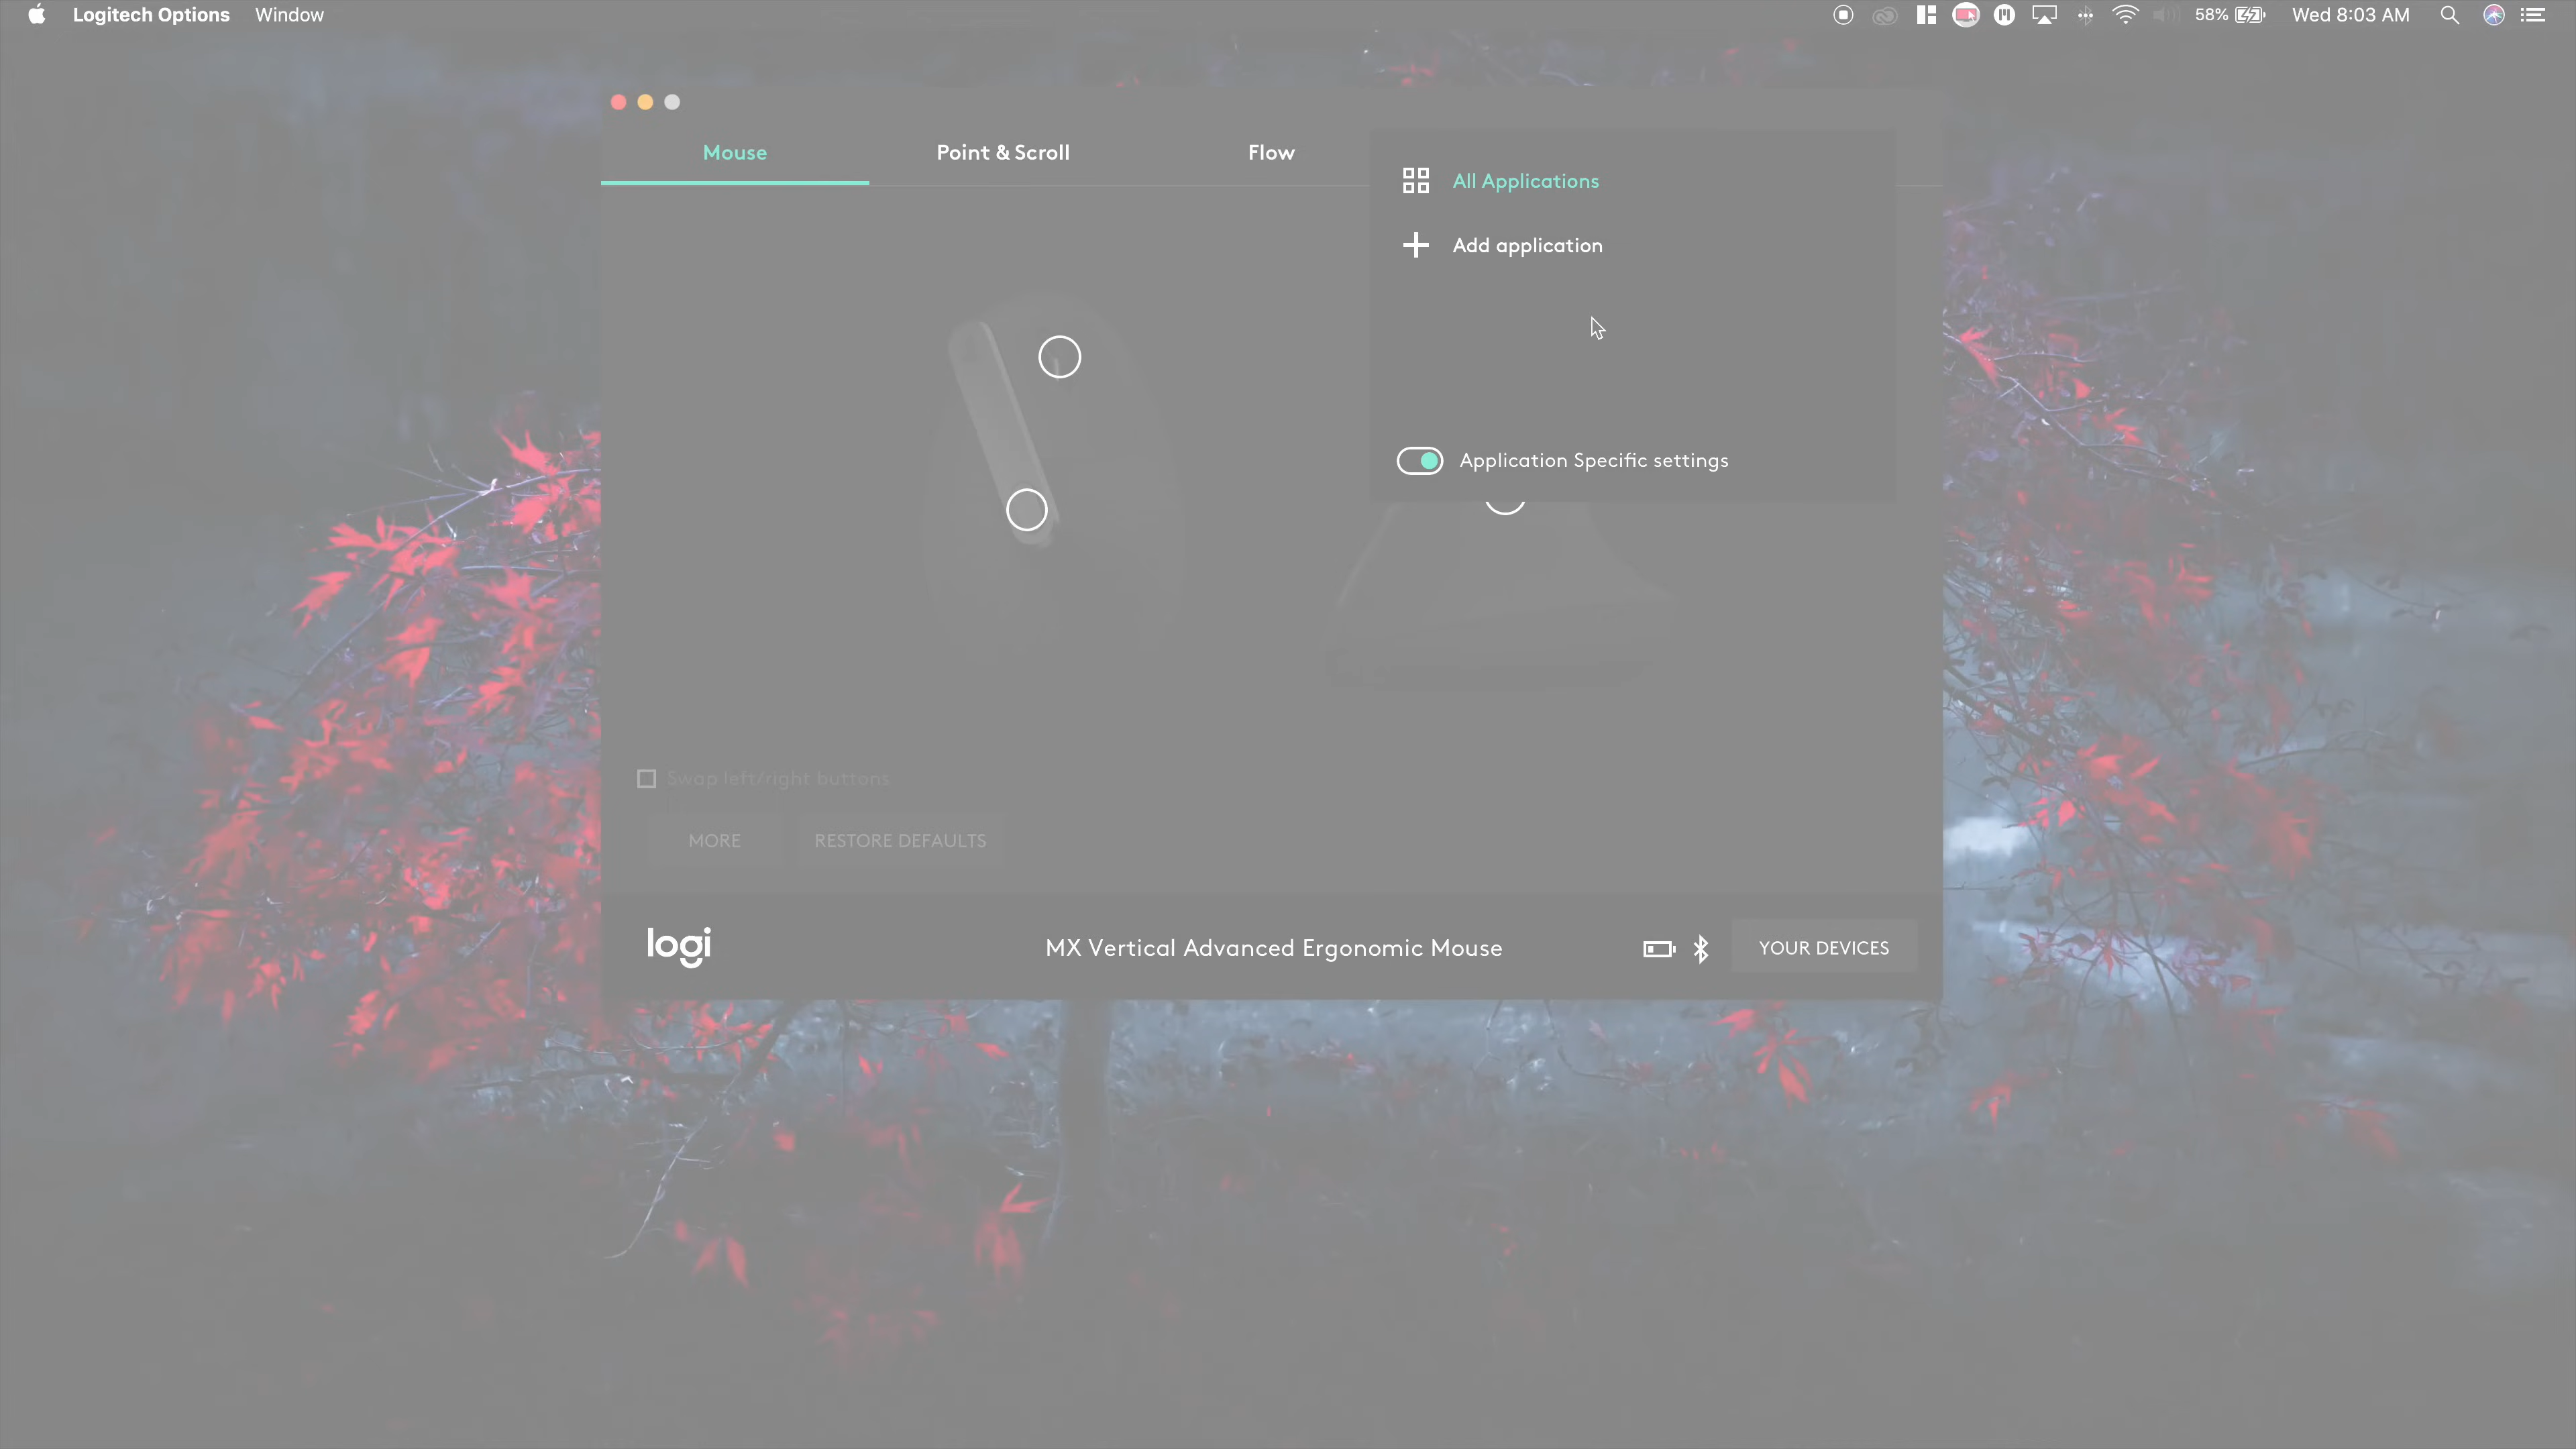 Logitech Options Window 58% Wed 8:03 AM
Mouse Point & Scroll Flow
All Applications
Add application
Application Specific settings
Swap left/right buttons
MORE RESTORE DEFAULTS
logi MX Vertical Advanced Ergonomic Mouse YOUR DEVICES